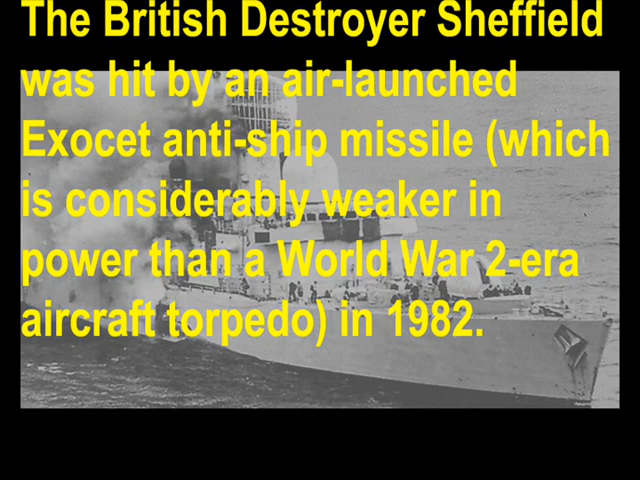 The British Destroyer Sheffield
was hit by an air-launched
Exocet anti-ship missile (which
is considerably weaker in
power than a World War 2-era
aircraft torpedo) in 1982.